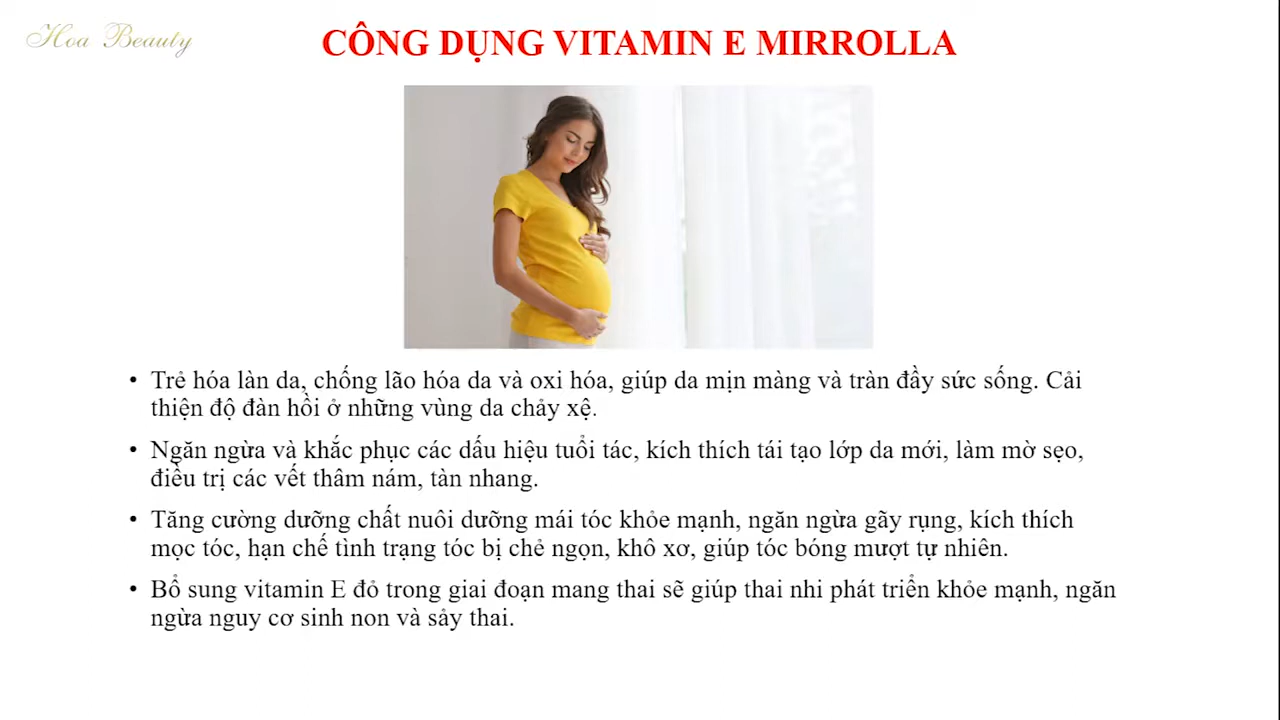 Hoa Beauty
CÔNG DỤNG VITAMIN E MIRROLLA
• Trẻ hóa làn da, chống lão hóa da và oxi hóa, giúp da mịn màng và tràn đầy sức sống. Cải
thiện độ đàn hồi ở những vùng da chảy xệ.
• Ngăn ngừa và khắc phục các dấu hiệu tuổi tác, kích thích tái tạo lớp da mới, làm mờ sẹo,
điều trị các vết thâm nám, tàn nhang.
• Tăng cường dưỡng chất nuôi dưỡng mái tóc khỏe mạnh, ngăn ngừa gãy rụng, kích thích
mọc tóc, hạn chế tình trạng tóc bị chẻ ngọn, khô xơ, giúp tóc bóng mượt tự nhiên.
• Bổ sung vitamin E đỏ trong giai đoạn mang thai sẽ giúp thai nhi phát triển khỏe mạnh, ngăn
ngừa nguy cơ sinh non và sảy thai.